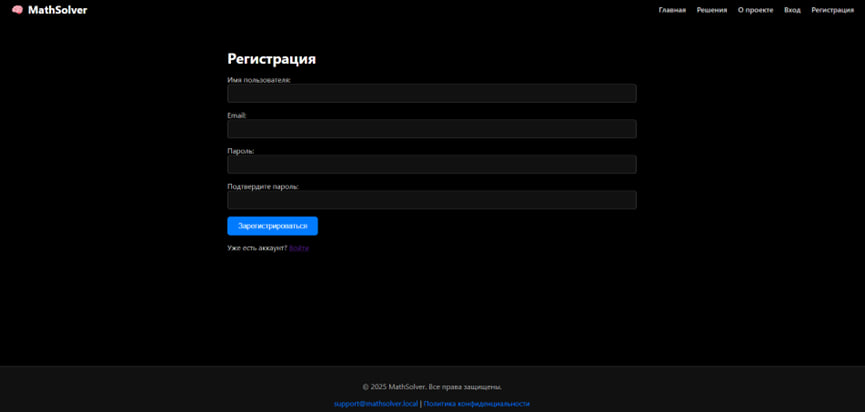 MathSolver
Главная Решения О проекте Вход Регистрация
Регистрация
Имя пользователя:
Email:
Пароль:
Подтвердите пароль:
Зарегистрироваться
Уже есть аккаунт? Войти
© 2025 MathSolver. Все права защищены.
support@mathsolver.local | Политика конфиденциальности